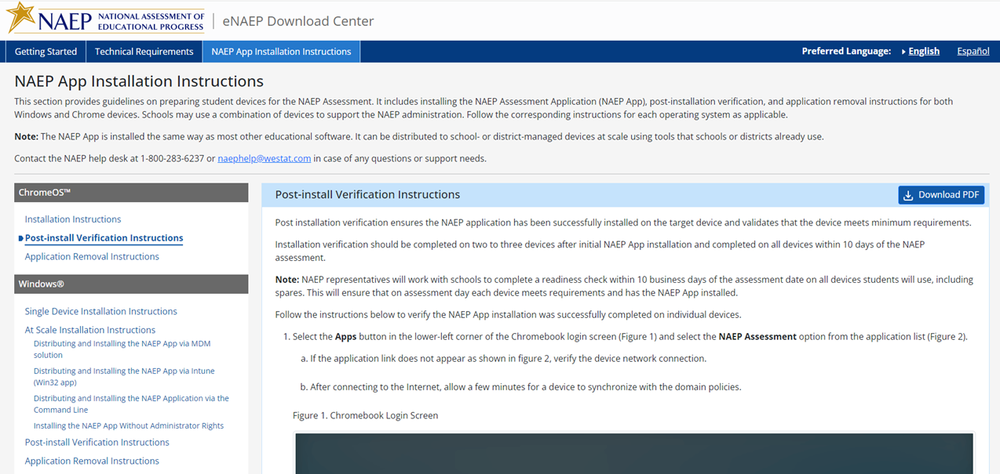 NAEP NATIONAL ASSESSMENT OF
EDUCATIONAL PROGRESS
eNAEP Download Center
Getting Started
Technical Requirements
NAEP App Installation Instructions
Preferred Language:
English
Español
NAEP App Installation Instructions
This section provides guidelines on preparing student devices for the NAEP Assessment. It includes installing the NAEP Assessment Application (NAEP App), post-installation verification, and application removal instructions for both
Windows and Chrome devices. Schools may use a combination of devices to support the NAEP administration. Follow the corresponding instructions for each operating system as applicable.
Note: The NAEP App is installed the same way as most other educational software. It can be distributed to school- or district-managed devices at scale using tools that schools or districts already use.
Contact the NAEP help desk at 1-800-283-6237 or naephelp@westat.com in case of any questions or support needs.
ChromeOS™
Installation Instructions
Post-install Verification Instructions
Application Removal Instructions
Windows®
Single Device Installation Instructions
At Scale Installation Instructions
Distributing and Installing the NAEP App via MDM
solution
Distributing and Installing the NAEP App via Intune
(Win32 app)
Distributing and Installing the NAEP Application via the
Command Line
Installing the NAEP App Without Administrator Rights
Post-install Verification Instructions
Application Removal Instructions
Post-install Verification Instructions
Download PDF
Post installation verification ensures the NAEP application has been successfully installed on the target device and validates that the device meets minimum requirements.
Installation verification should be completed on two to three devices after initial NAEP App installation and completed on all devices within 10 days of the NAEP
assessment.
Note: NAEP representatives will work with schools to complete a readiness check within 10 business days of the assessment date on all devices students will use, including
spares. This will ensure that on assessment day each device meets requirements and has the NAEP App installed.
Follow the instructions below to verify the NAEP App installation was successfully completed on individual devices.
1. Select the Apps button in the lower-left corner of the Chromebook login screen (Figure 1) and select the NAEP Assessment option from the application list (Figure 2).
a. If the application link does not appear as shown in figure 2, verify the device network connection.
b. After connecting to the Internet, allow a few minutes for a device to synchronize with the domain policies.
Figure 1. Chromebook Login Screen